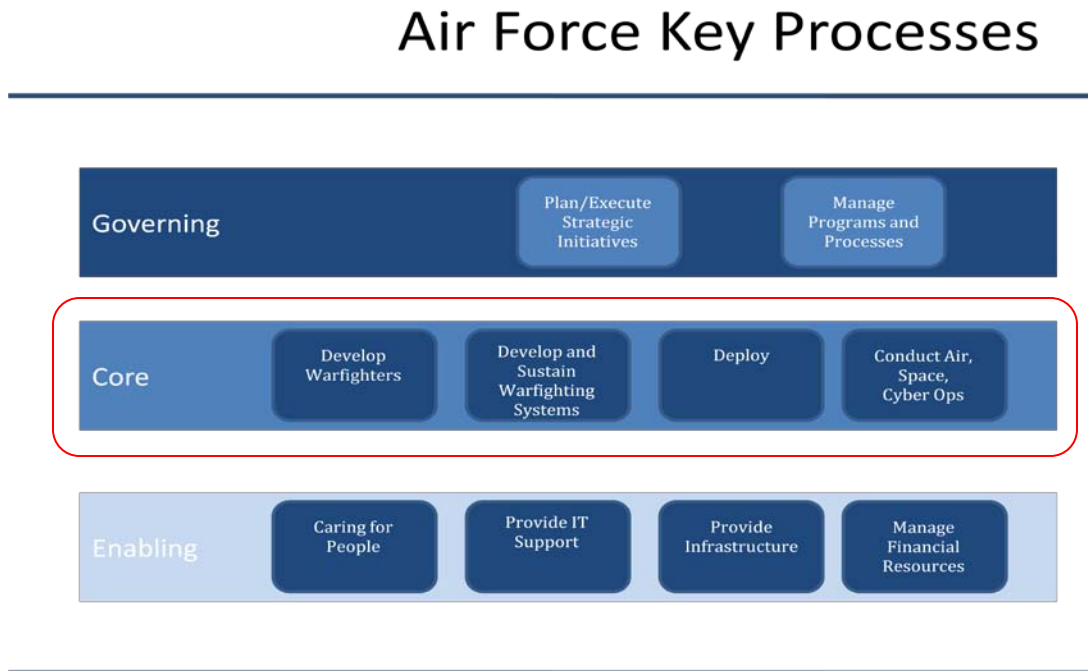 Air Force Key Processes
Governing
Plan/Execute
Strategic
Initiatives
Manage
Programs and
Processes
Core
Develop
Warfighters
Develop and
Sustain
Warfighting
Systems
Deploy
Conduct Air,
Space,
Cyber Ops
Enabling
Caring for
People
Provide IT
Support
Provide
Infrastructure
Manage
Financial
Resources